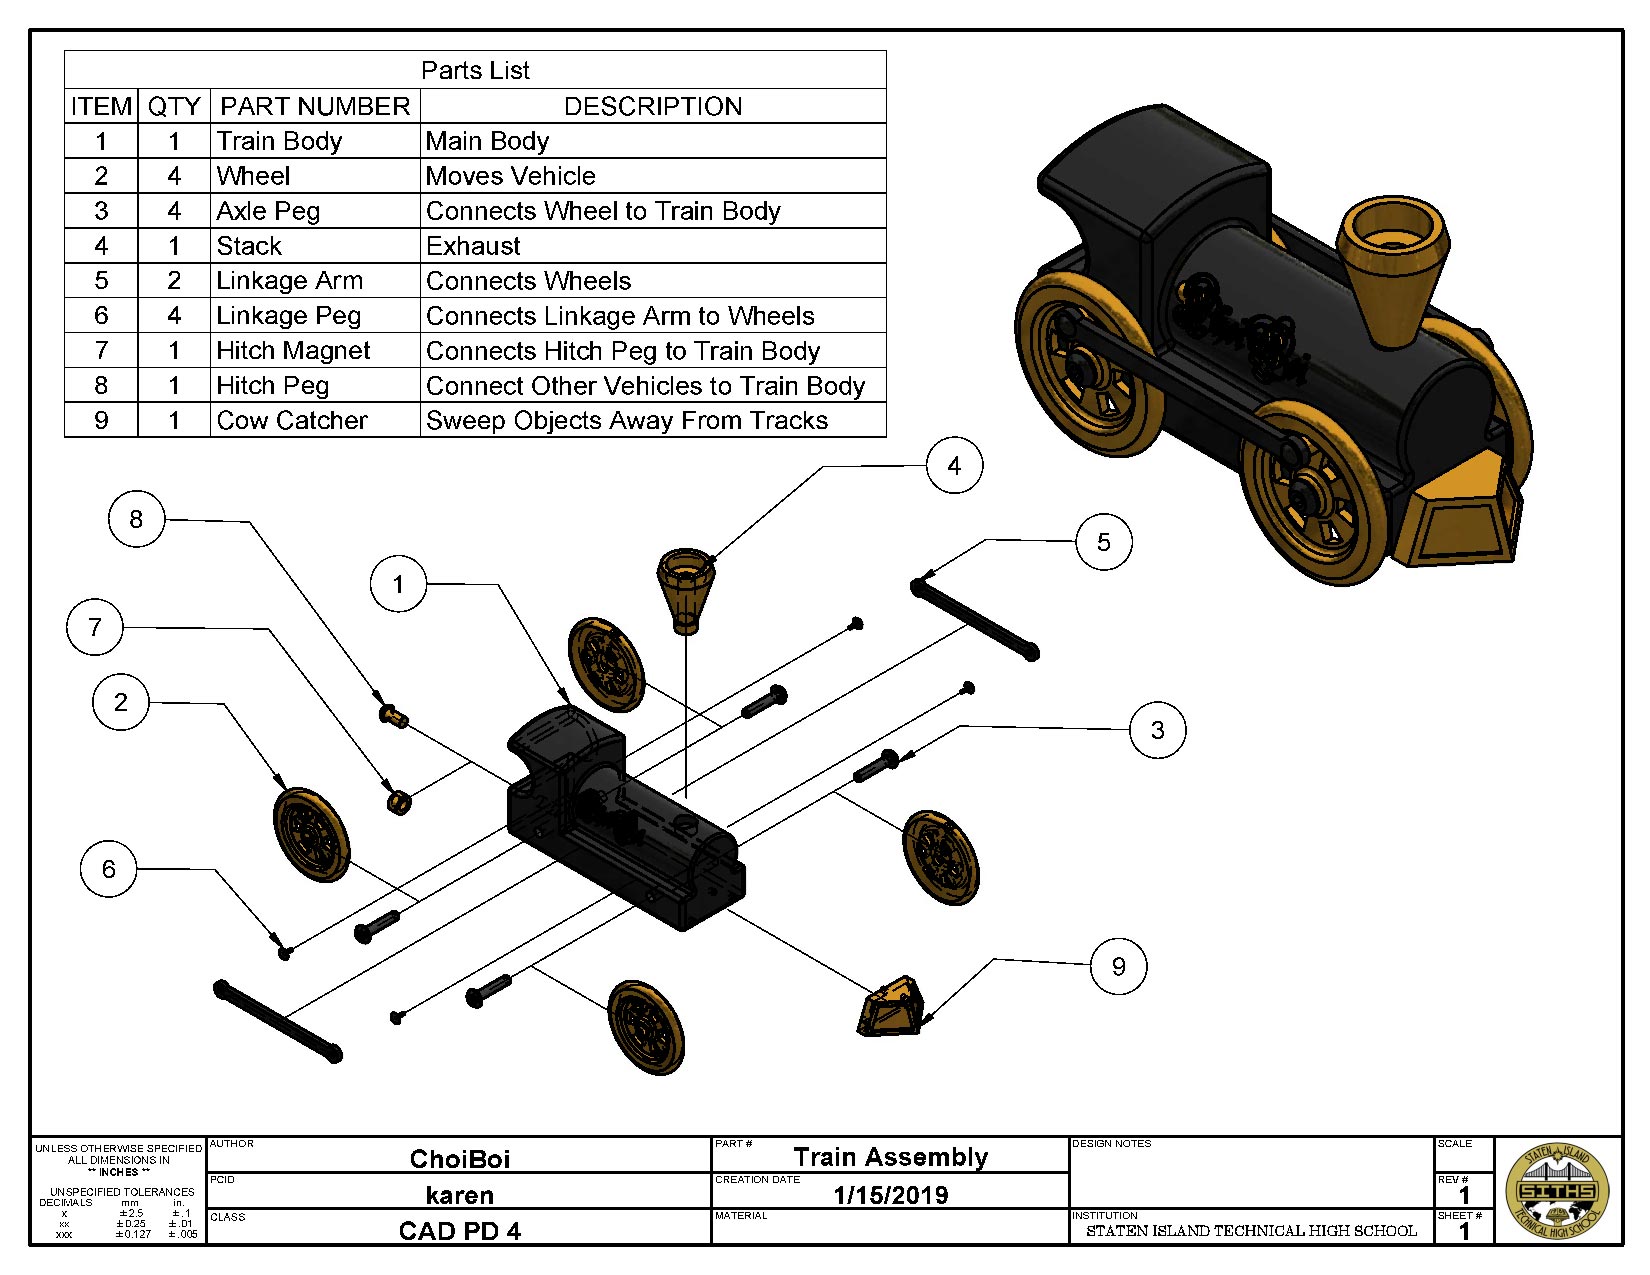 Parts List
ITEM QTY PART NUMBER DESCRIPTION
1 1 Train Body Main Body
2 4 Wheel Moves Vehicle
3 4 Axle Peg Connects Wheel to Train Body
4 1 Stack Exhaust
5 2 Linkage Arm Connects Wheels
6 4 Linkage Peg Connects Linkage Arm to Wheels
7 1 Hitch Magnet Connects Hitch Peg to Train Body
8 1 Hitch Peg Connect Other Vehicles to Train Body
9 1 Cow Catcher Sweep Objects Away From Tracks
4
8
5
1
7
2
3
6
9
UNLESS OTHERWISE SPECIFIED
ALL DIMENSIONS IN
** INCHES **
UNSPECIFIED TOLERANCES
DECIMALS mm in.
x ±2.5 ±.1
xx ±0.25 ±.01
xxx ±0.127 ±.005
AUTHOR
ChoiBoi
PCID
karen
CLASS
CAD PD 4
PART #
Train Assembly
CREATION DATE
1/15/2019
MATERIAL
DESIGN NOTES
INSTITUTION
STATEN ISLAND TECHNICAL HIGH SCHOOL
SCALE
REV #
1
SHEET #
1
STATEN ISLAND
SITHS
TECHNICAL HIGH SCHOOL